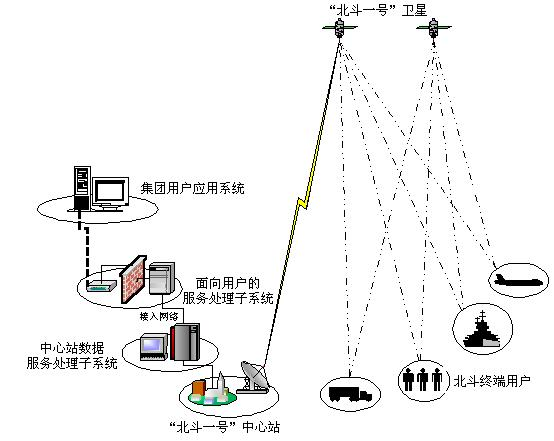 “北斗一号”卫星
集团用户应用系统
面向用户的
服务处理子系统
接入网络
中心站数据
服务处理子系统
北斗终端用户
“北斗一号”中心站